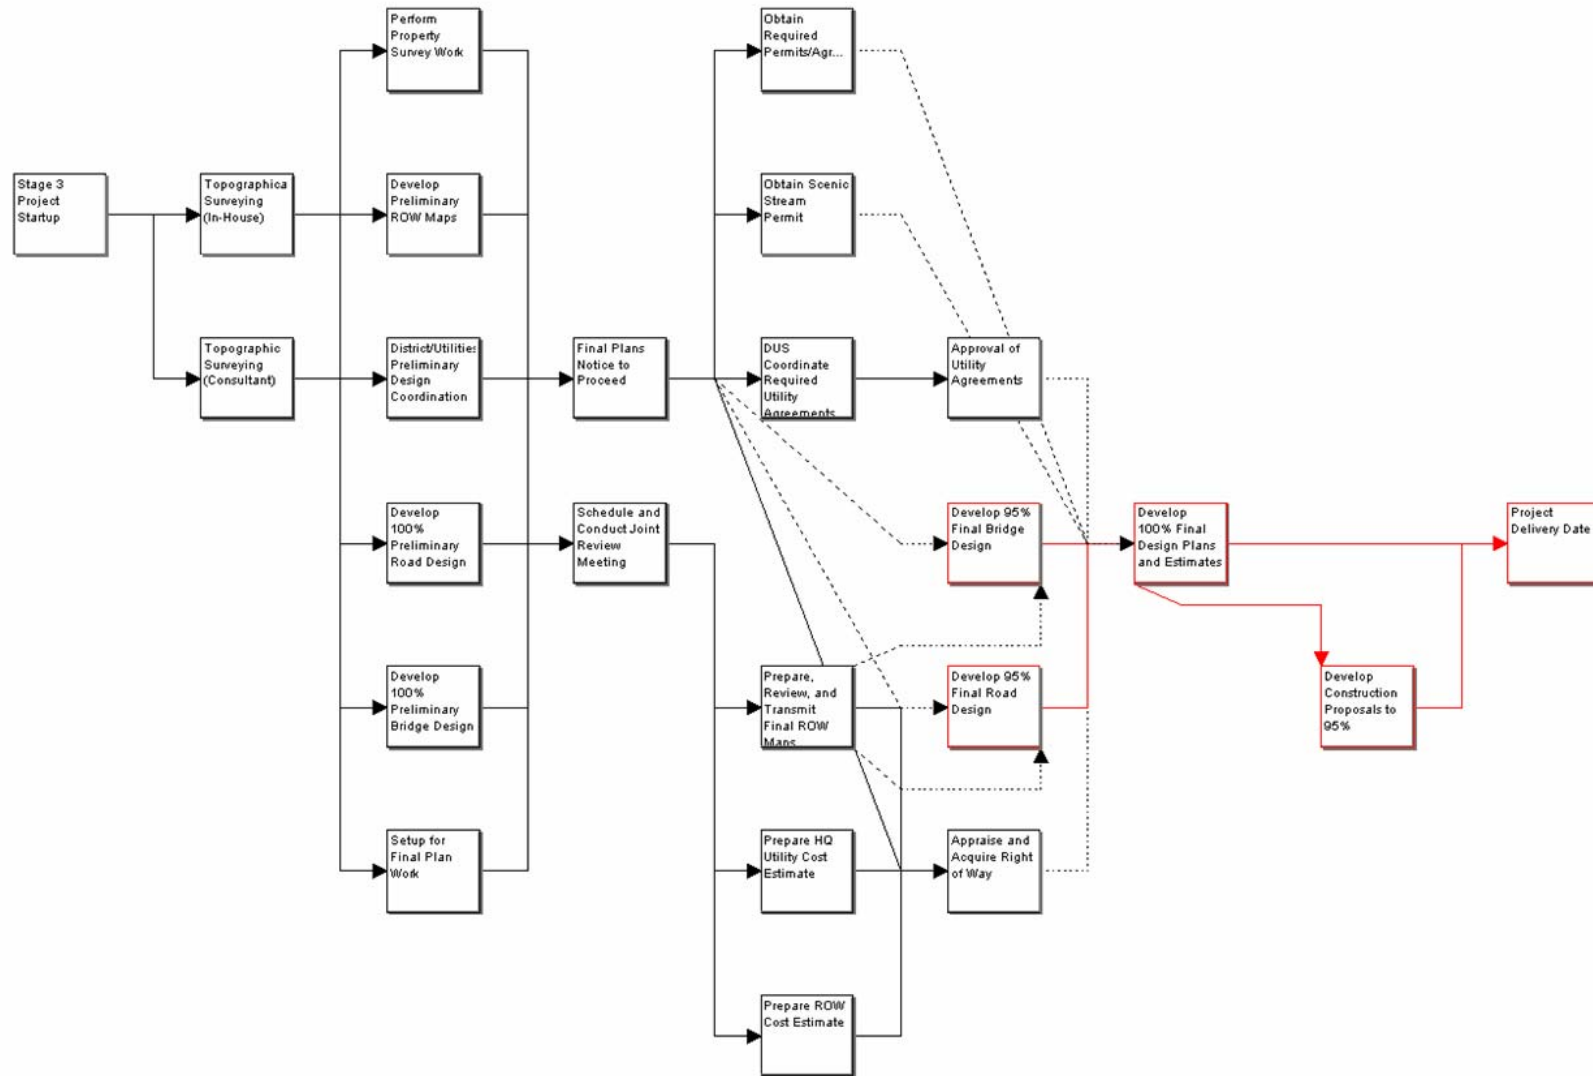 Perform
Property
Survey Work
Obtain
Required
Permits/Agr...
Stage 3
Project
Startup
Topographica
Surveying
(In-House)
Develop
Preliminary
ROW Maps
Obtain Scenic
Stream
Permit
Topographic
Surveying
(Consultant)
District/Utilities
Preliminary
Design
Coordination
Final Plans
Notice to
Proceed
DUS
Coordinate
Required
Utility
Agreements
Approval of
Utility
Agreements
Develop
100%
Preliminary
Road Design
Schedule and
Conduct Joint
Review
Meeting
Develop 95%
Final Bridge
Design
Develop
100% Final
Design Plans
and Estimates
Project
Delivery Date
Develop
100%
Preliminary
Bridge Design
Prepare,
Review, and
Transmit
Final ROW
Maps
Develop 95%
Final Road
Design
Develop
Construction
Proposals to
95%
Setup for
Final Plan
Work
Prepare HQ
Utility Cost
Estimate
Appraise and
Acquire Right
of Way
Prepare ROW
Cost Estimate